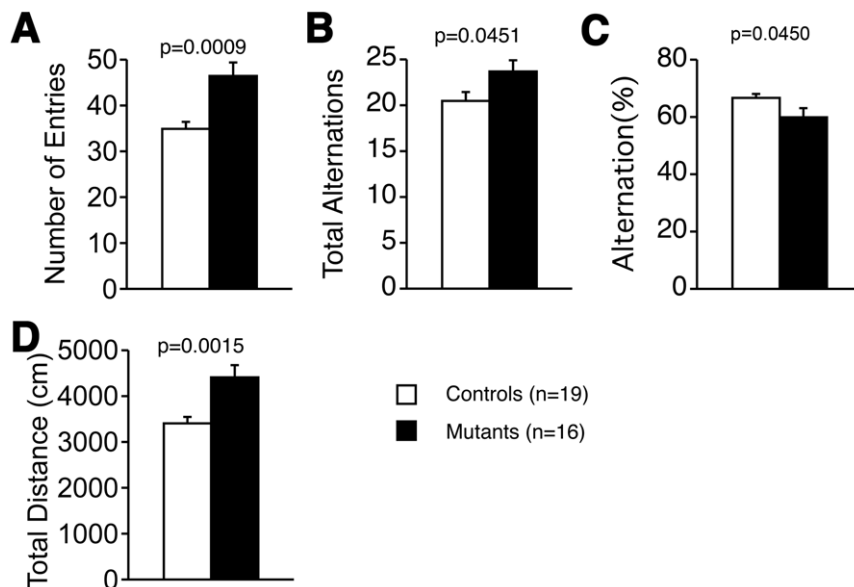 A
p=0.0009
Number of Entries
50
40
30
20
10
0
B
p=0.0451
Total Alternations
25
20
15
10
5
0
C
p=0.0450
Alternation(%)
80
60
40
20
0
D
p=0.0015
Total Distance (cm)
5000
4000
3000
2000
1000
0
Controls (n=19)
Mutants (n=16)